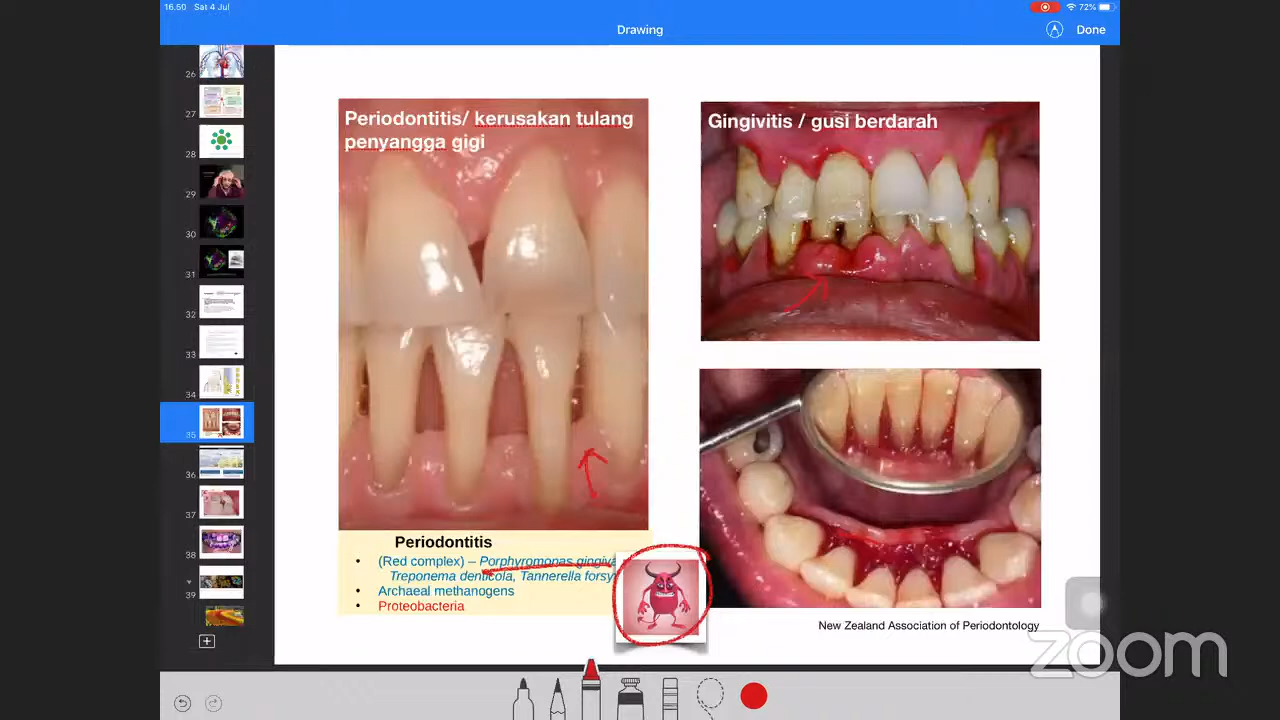 16.50 Sat 4 Jul
72%
Drawing
Done
26
27
28
29
30
31
32
33
34
35
36
37
38
39
Periodontitis/ kerusakan tulang
penyangga gigi
Gingivitis / gusi berdarah
Periodontitis
• (Red complex) – Porphyromonas gingiva
Treponema denticola, Tannerella forsy
• Archaeal methanogens
• Proteobacteria
New Zealand Association of Periodontology
zoom